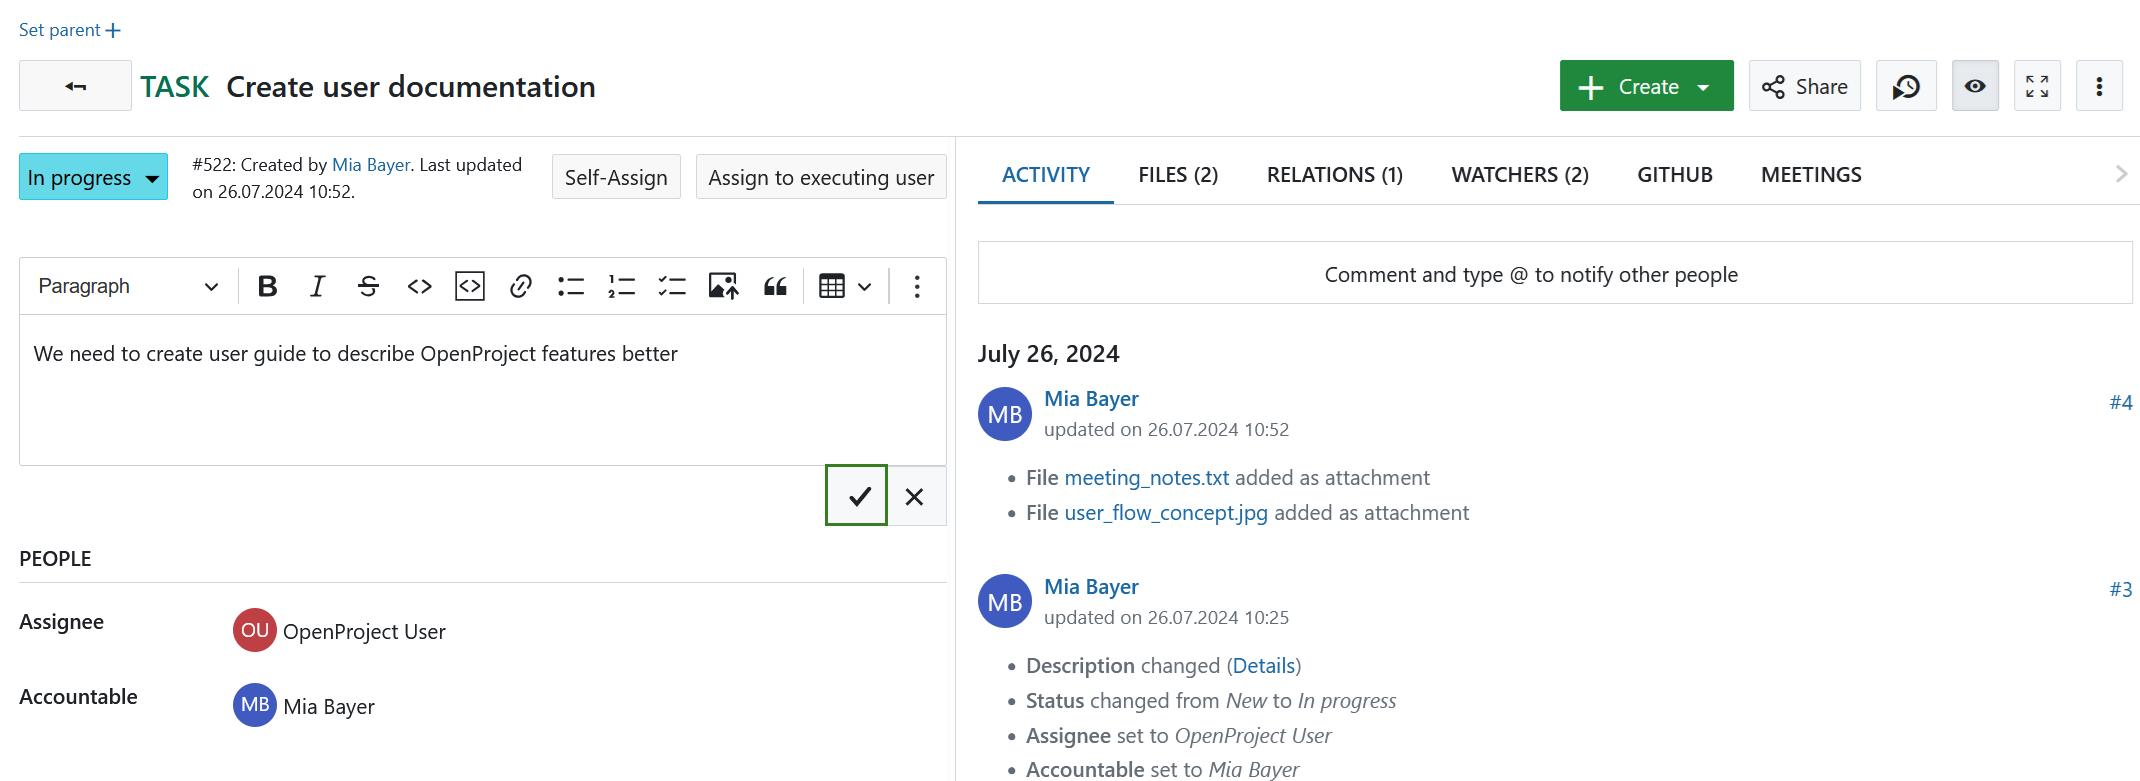 Set parent +
TASK Create user documentation
Create
Share
In progress
#522: Created by Mia Bayer. Last updated
on 26.07.2024 10:52.
Self-Assign
Assign to executing user
Paragraph
We need to create user guide to describe OpenProject features better
PEOPLE
Assignee
OU OpenProject User
Accountable
MB Mia Bayer
ACTIVITY
FILES (2)
RELATIONS (1)
WATCHERS (2)
GITHUB
MEETINGS
Comment and type @ to notify other people
July 26, 2024
MB
Mia Bayer
#4
updated on 26.07.2024 10:52
• File meeting_notes.txt added as attachment
• File user_flow_concept.jpg added as attachment
MB
Mia Bayer
#3
updated on 26.07.2024 10:25
• Description changed (Details)
• Status changed from New to In progress
• Assignee set to OpenProject User
• Accountable set to Mia Bayer